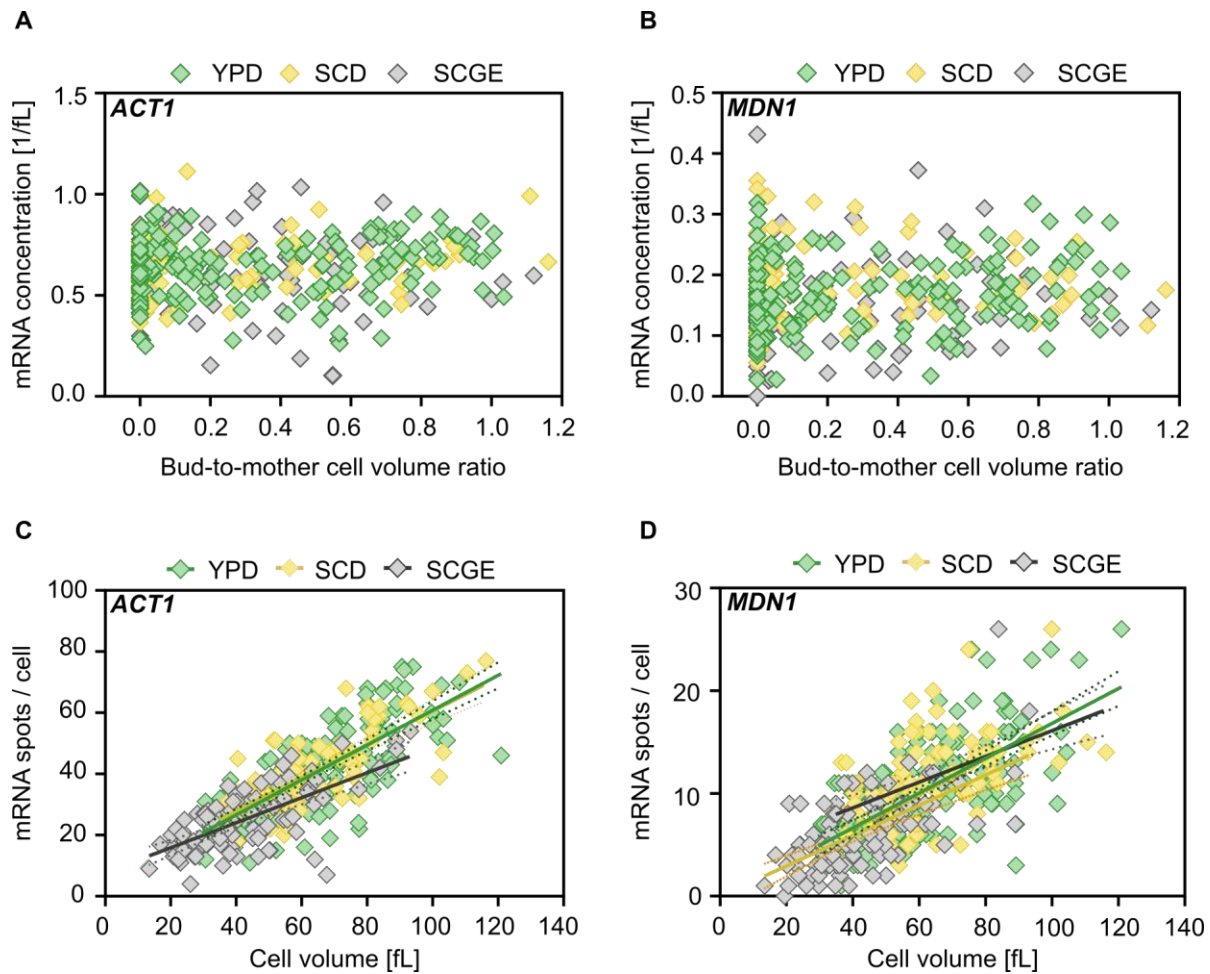 A
B
YPD SCD SCGE
YPD SCD SCGE
ACT1
MDN1
mRNA concentration [1/fL]
1.5
1.0
0.5
0.0
0.0 0.2 0.4 0.6 0.8 1.0 1.2
Bud-to-mother cell volume ratio
mRNA concentration [1/fL]
0.5
0.4
0.3
0.2
0.1
0.0
0.0 0.2 0.4 0.6 0.8 1.0 1.2
Bud-to-mother cell volume ratio
C
D
YPD SCD SCGE
YPD SCD SCGE
ACT1
MDN1
mRNA spots / cell
100
80
60
40
20
0
0 20 40 60 80 100 120 140
Cell volume [fL]
mRNA spots / cell
30
20
10
0
0 20 40 60 80 100 120 140
Cell volume [fL]